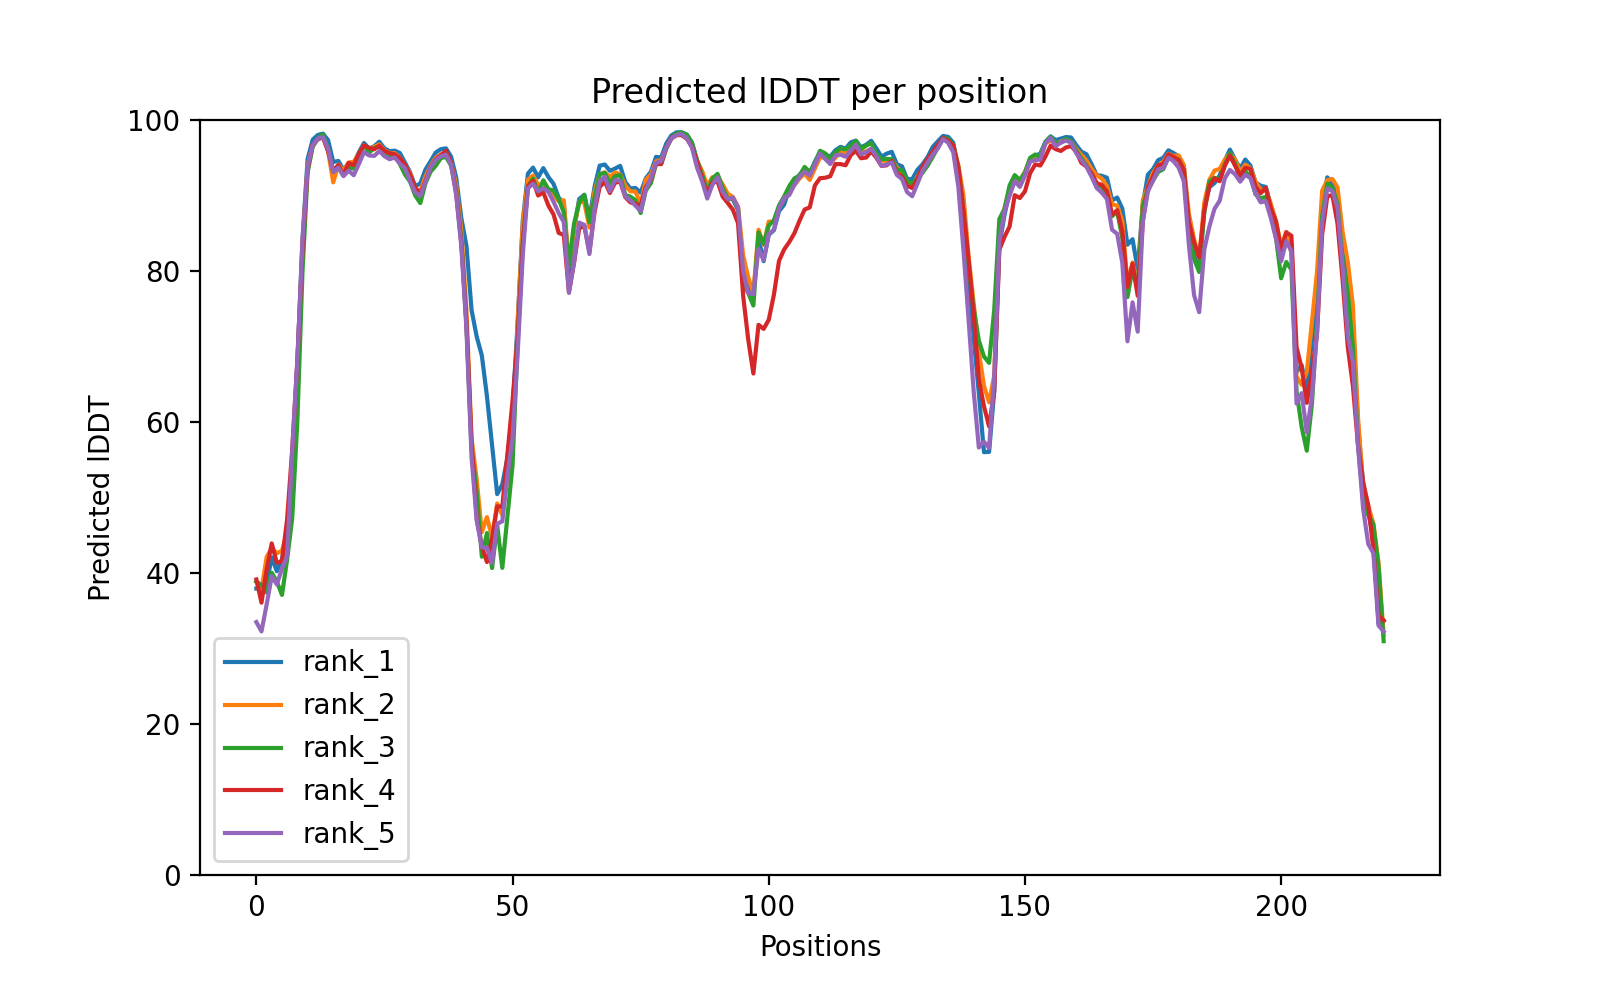 Predicted lDDT per position
100
80
60
40
20
0
Predicted lDDT
rank_1
rank_2
rank_3
rank_4
rank_5
0 50 100 150 200
Positions